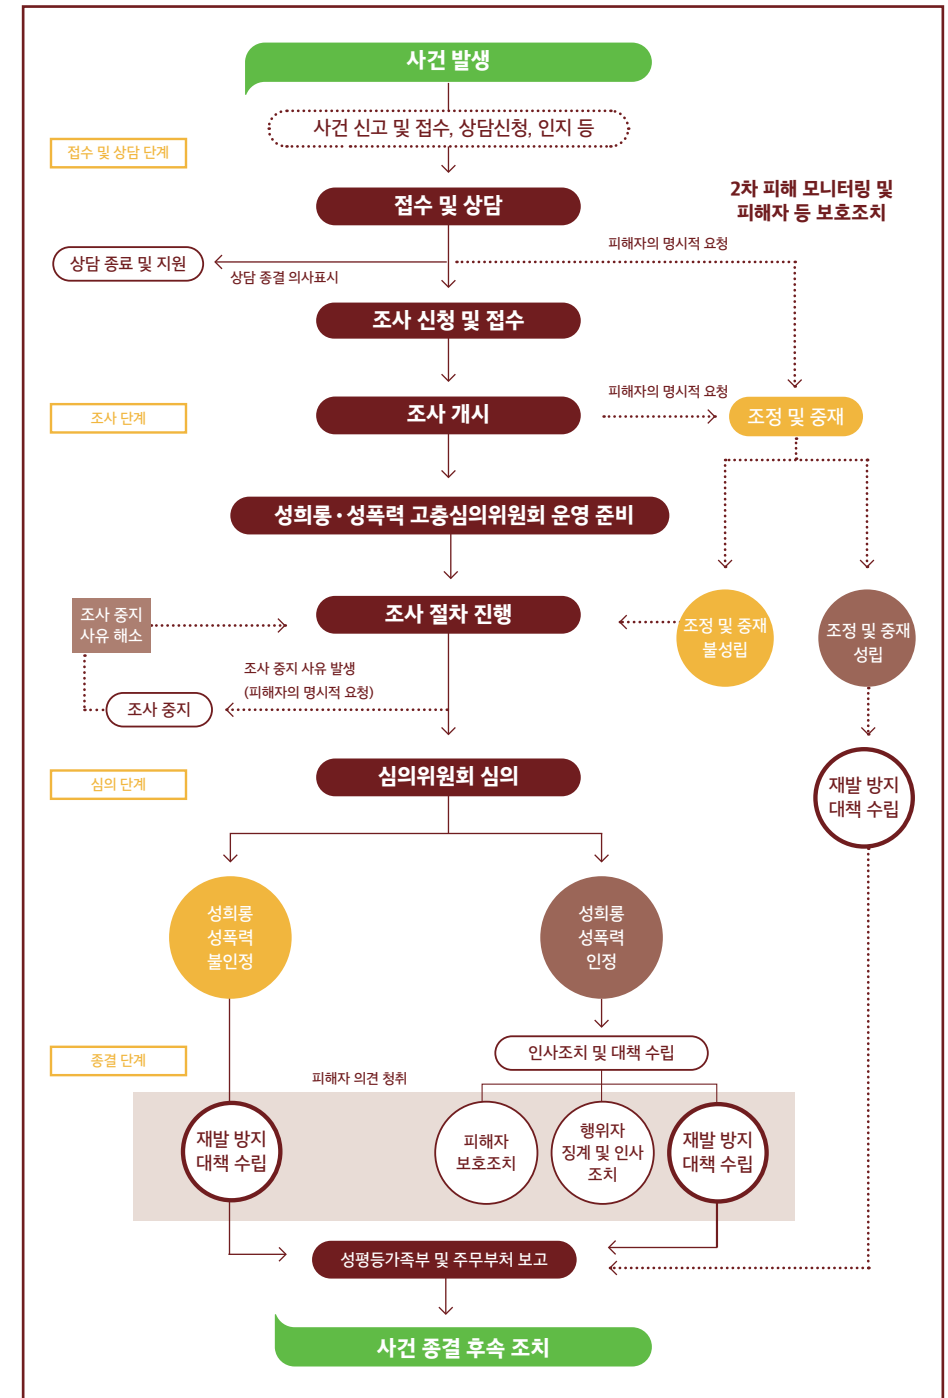 사건 발생
사건 신고 및 접수, 상담신청, 인지 등
접수 및 상담 단계
2차 피해 모니터링 및
피해자 등 보호조치
접수 및 상담
피해자의 명시적 요청
상담 종료 및 지원
상담 종결 의사표시
조사 신청 및 접수
피해자의 명시적 요청
조사 단계
조사 개시
조정 및 중재
성희롱·성폭력 고충심의위원회 운영 준비
조사 중지
사유 해소
조사 절차 진행
조정 및 중재
불성립
조정 및 중재
성립
조사 중지 사유 발생
(피해자의 명시적 요청)
조사 중지
심의 단계
심의위원회 심의
재발 방지
대책 수립
성희롱
성폭력
불인정
성희롱
성폭력
인정
종결 단계
인사조치 및 대책 수립
피해자 의견 청취
재발 방지
대책 수립
피해자
보호조치
행위자
징계 및 인사
조치
재발 방지
대책 수립
성평등가족부 및 주무부처 보고
사건 종결 후속 조치